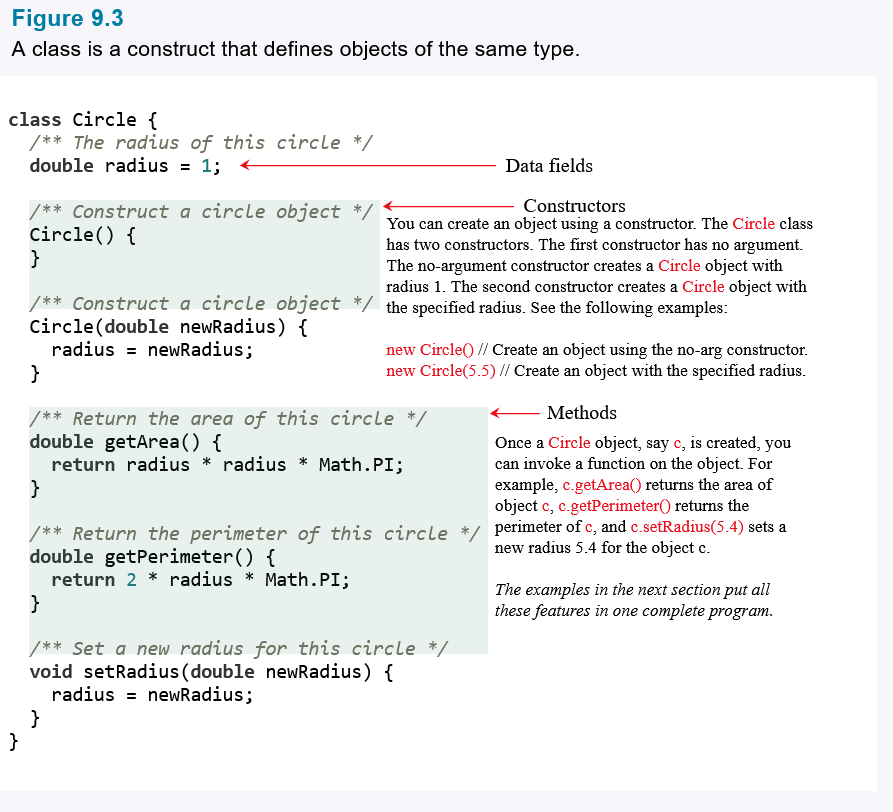 Figure 9.3
A class is a construct that defines objects of the same type.
class Circle {
/** The radius of this circle */
double radius = 1;
Data fields
/** Construct a circle object */
Circle() {
}
/** Construct a circle object */
Circle(double newRadius) {
radius = newRadius;
}
Constructors
You can create an object using a constructor. The Circle class
has two constructors. The first constructor has no argument.
The no-argument constructor creates a Circle object with
radius 1. The second constructor creates a Circle object with
the specified radius. See the following examples:
new Circle() // Create an object using the no-arg constructor.
new Circle(5.5) // Create an object with the specified radius.
/** Return the area of this circle */
double getArea() {
return radius * radius * Math.PI;
}
/** Return the perimeter of this circle */
double getPerimeter() {
return 2 * radius * Math.PI;
}
/** Set a new radius for this circle */
void setRadius(double newRadius) {
radius = newRadius;
}
}
Methods
Once a Circle object, say c, is created, you
can invoke a function on the object. For
example, c.getArea() returns the area of
object c, c.getPerimeter() returns the
perimeter of c, and c.setRadius(5.4) sets a
new radius 5.4 for the object c.
The examples in the next section put all
these features in one complete program.